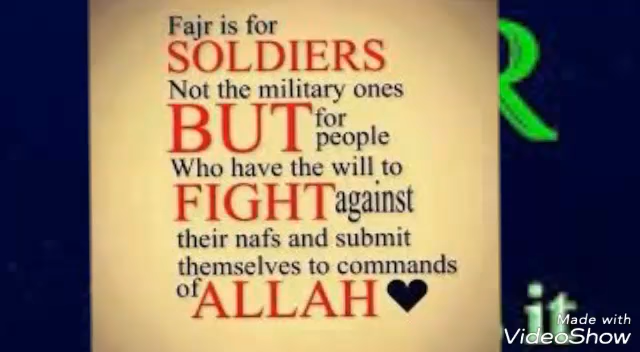 Fajr is for
SOLDIERS
Not the military ones
BUT for people
Who have the will to
FIGHT against
their nafs and submit
themselves to commands
of ALLAH
R
it
Made with
VideoShow